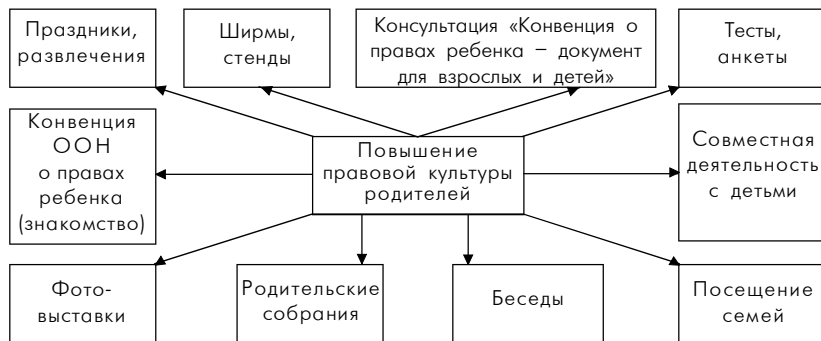 Праздники,
развлечения
Ширмы,
стенды
Консультация «Конвенция о
правах ребенка – документ
для взрослых и детей»
Тесты,
анкеты
Конвенция
ООН
о правах
ребенка
(знакомство)
Повышение
правовой культуры
родителей
Совместная
деятельность
с детьми
Фото-
выставки
Родительские
собрания
Беседы
Посещение
семей